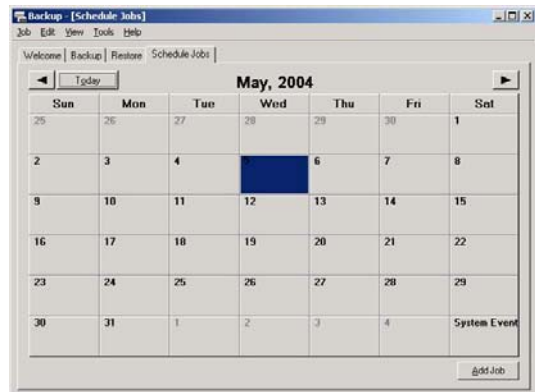 Backup - [Schedule Jobs]
Job Edit View Tools Help
Welcome Backup Restore Schedule Jobs
Today May, 2004
Sun Mon Tue Wed Thu Fri Sat
25 26 27 28 29 30 1
2 3 4 5 6 7 8
9 10 11 12 13 14 15
16 17 18 19 20 21 22
23 24 25 26 27 28 29
30 31 1 2 3 4 System Event
Add Job